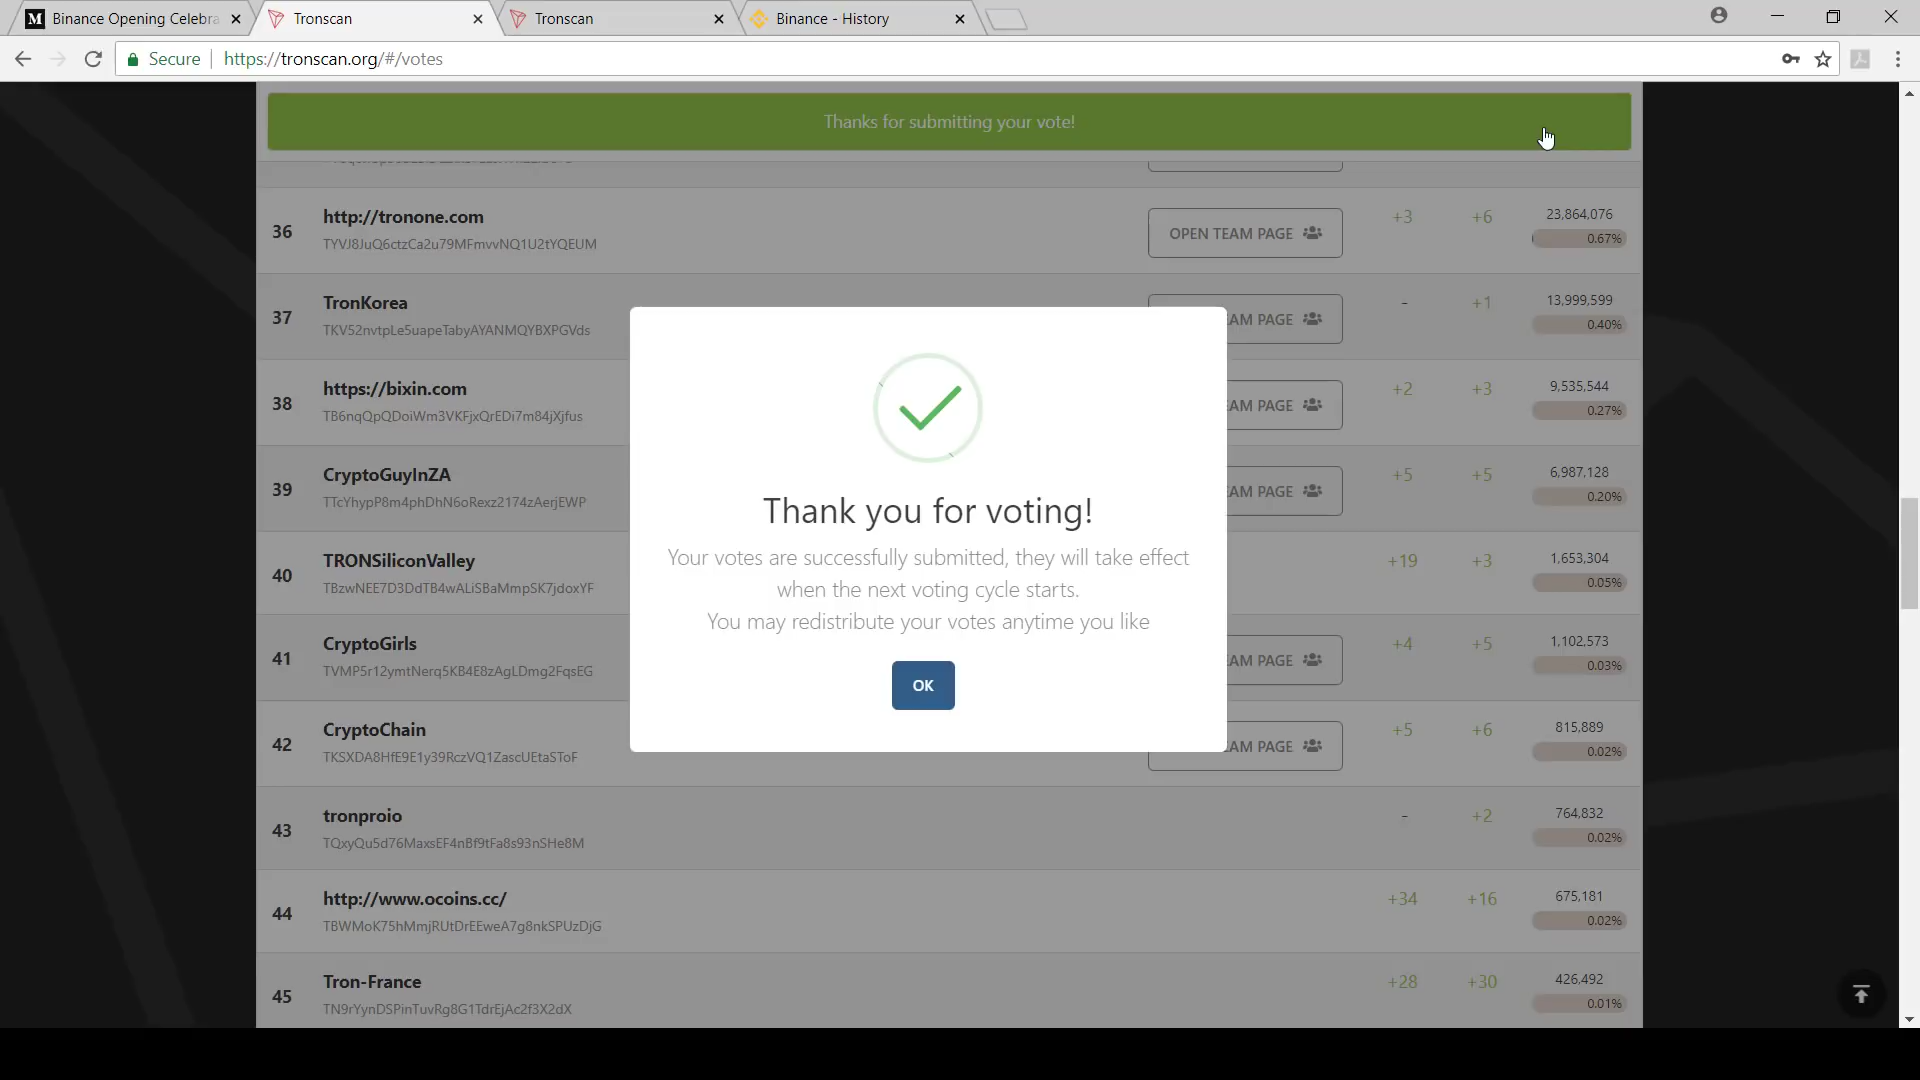 Binance Opening Celebra
Tronscan
Tronscan
Binance - History
Secure
https://tronscan.org/#/votes
Thanks for submitting your vote!
36
http://tronone.com
TYVJ8JuQ6ctzCa2u79MFmvvNQ1U2tYQEUM
OPEN TEAM PAGE
+3
+6
23,864,076
0.67%
37
TronKorea
TKV52nvtpLe5uapeTabyAYANMQYBXPGVds
AM PAGE
-
+1
13,999,599
0.40%
38
https://bixin.com
TB6nqQpQDoiWm3VKFjxQrEDi7m84jXjfus
AM PAGE
+2
+3
9,535,544
0.27%
39
CryptoGuyInZA
TTcYhypP8m4phDhN6oRexz2174zAerjEWP
AM PAGE
+5
+5
6,987,128
0.20%
40
TRONSiliconValley
TBzwNEE7D3DdTB4wALiSBaMmpSK7jdoxYF
+19
+3
1,653,304
0.05%
41
CryptoGirls
TVMP5r12ymtNerq5KB4E8zAgLDmg2FqsEG
AM PAGE
+4
+5
1,102,573
0.03%
42
CryptoChain
TKSXDA8HfE9E1y39RczVQ1ZascUEtaSToF
AM PAGE
+5
+6
815,889
0.02%
43
tronproio
TQxyQu5d76MaxsEF4nBf9tFa8s93nSHe8M
-
+2
764,832
0.02%
44
http://www.ocoins.cc/
TBWMoK75hMmjRUtDrEEweA7g8nkSPUzDjG
+34
+16
675,181
0.02%
45
Tron-France
TN9rYynDSPinTuvRg8G1TdrEjAc2f3X2dX
+28
+30
426,492
0.01%
Thank you for voting!
Your votes are successfully submitted, they will take effect
when the next voting cycle starts.
You may redistribute your votes anytime you like
OK